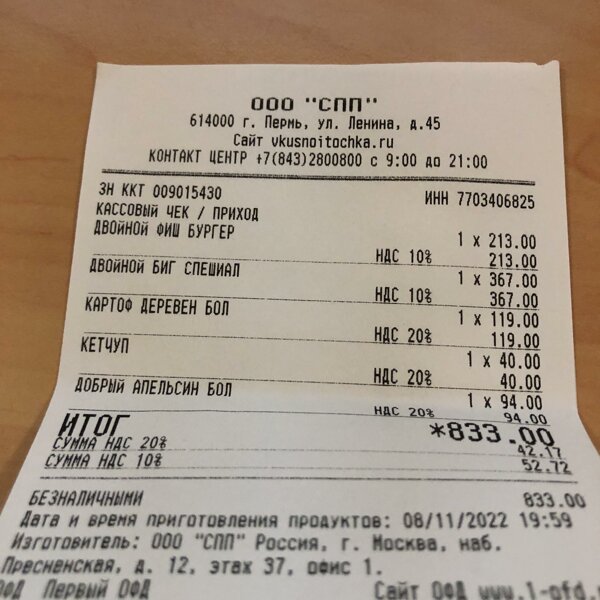 ООО "СПП"
614000 г. Пермь, ул. Ленина, д.45
Сайт vkusnoitochka.ru
КОНТАКТ ЦЕНТР +7(843)2800800 с 9:00 до 21:00
ЗН ККТ 009015430 ИНН 7703406825
КАССОВЫЙ ЧЕК / ПРИХОД
ДВОЙНОЙ ФИШ БУРГЕР
1 х 213.00
НДС 10% 213.00
ДВОЙНОЙ БИГ СПЕШИАЛ 1 х 367.00
НДС 10% 367.00
КАРТОФ ДЕРЕВЕН БОЛ 1 х 119.00
НДС 20% 119.00
КЕТЧУП 1 х 40.00
НДС 20% 40.00
ДОБРЫЙ АПЕЛЬСИН БОЛ 1 х 94.00
НДС 20% 94.00
ИТОГ *833.00
СУММА НДС 20% 42.17
СУММА НДС 10% 52.72
БЕЗНАЛИЧНЫМИ 833.00
Дата и время приготовления продуктов: 08/11/2022 19:59
Изготовитель: ООО "СПП" Россия, г. Москва, наб.
Пресненская, д. 12, этаж 37, офис 1.
ОФД Первый ОФД Сайт ОФД www.1-ofd.